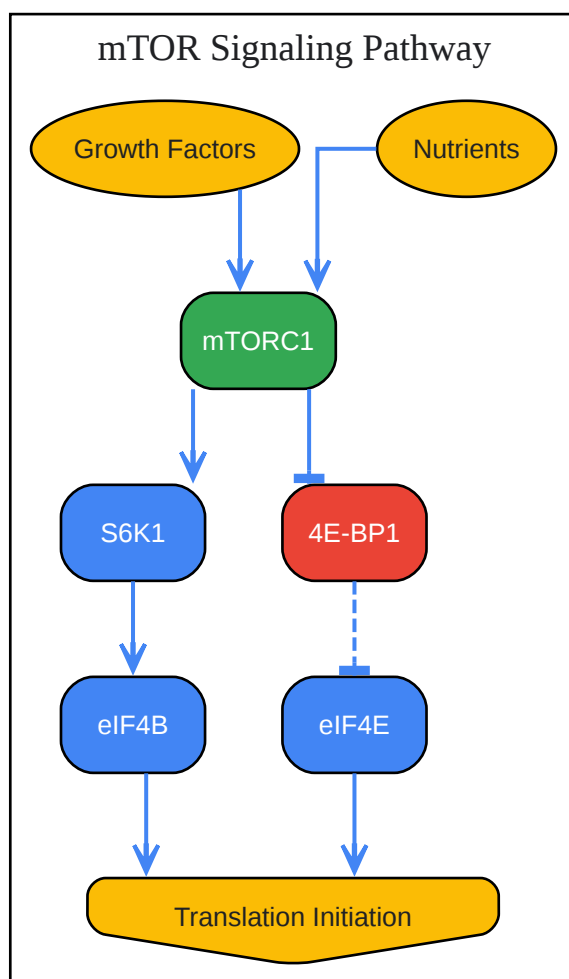 mTOR Signaling Pathway
Growth Factors
Nutrients
mTORC1
S6K1
4E-BP1
eIF4B
eIF4E
Translation Initiation